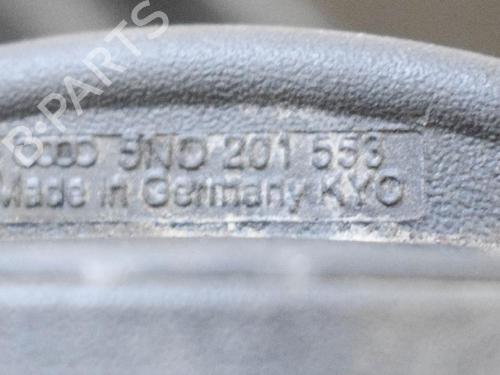 B-PARTS
5N0 201 553
Made in Germany KYO